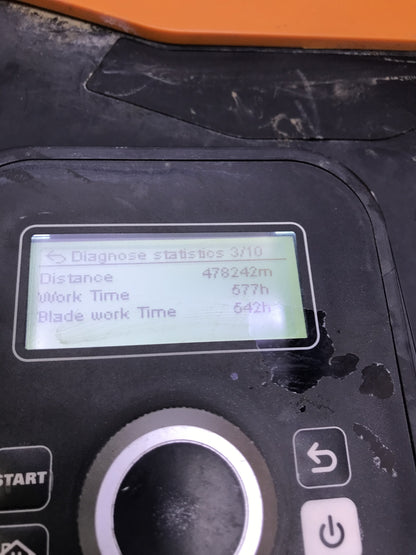 Diagnose statistics 3/10
Distance 478242m
Work Time 577h
Blade work Time 542h
START